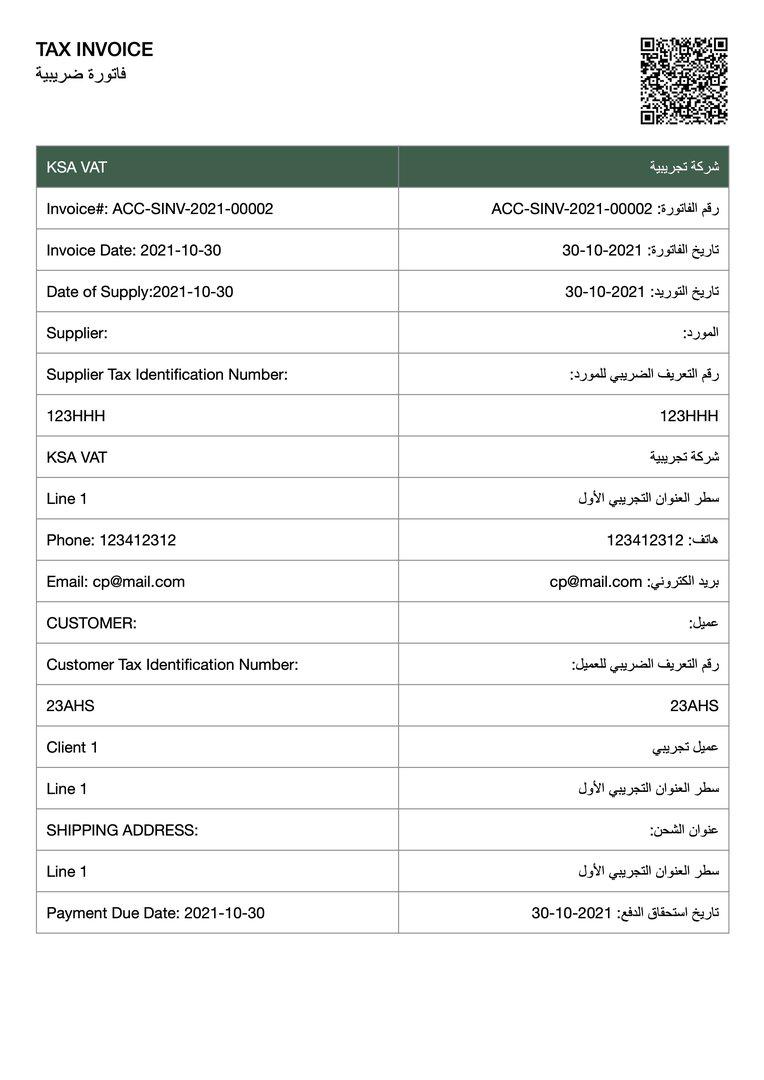 TAX INVOICE
فاتورة ضريبية
KSA VAT
شركة تجريبية
Invoice#: ACC-SINV-2021-00002
رقم الفاتورة: ACC-SINV-2021-00002
Invoice Date: 2021-10-30
تاريخ الفاتورة: 2021-10-30
Date of Supply:2021-10-30
تاريخ التوريد: 2021-10-30
Supplier:
المورد:
Supplier Tax Identification Number:
رقم التعريف الضريبي للمورد:
123HHH
123HHH
KSA VAT
شركة تجريبية
Line 1
سطر العنوان التجريبي الأول
Phone: 123412312
هاتف: 123412312
Email: cp@mail.com
بريد الكتروني: cp@mail.com
CUSTOMER:
عميل:
Customer Tax Identification Number:
رقم التعريف الضريبي للعميل:
23AHS
23AHS
Client 1
عميل تجريبي
Line 1
سطر العنوان التجريبي الأول
SHIPPING ADDRESS:
عنوان الشحن:
Line 1
سطر العنوان التجريبي الأول
Payment Due Date: 2021-10-30
تاريخ استحقاق الدفع: 2021-10-30